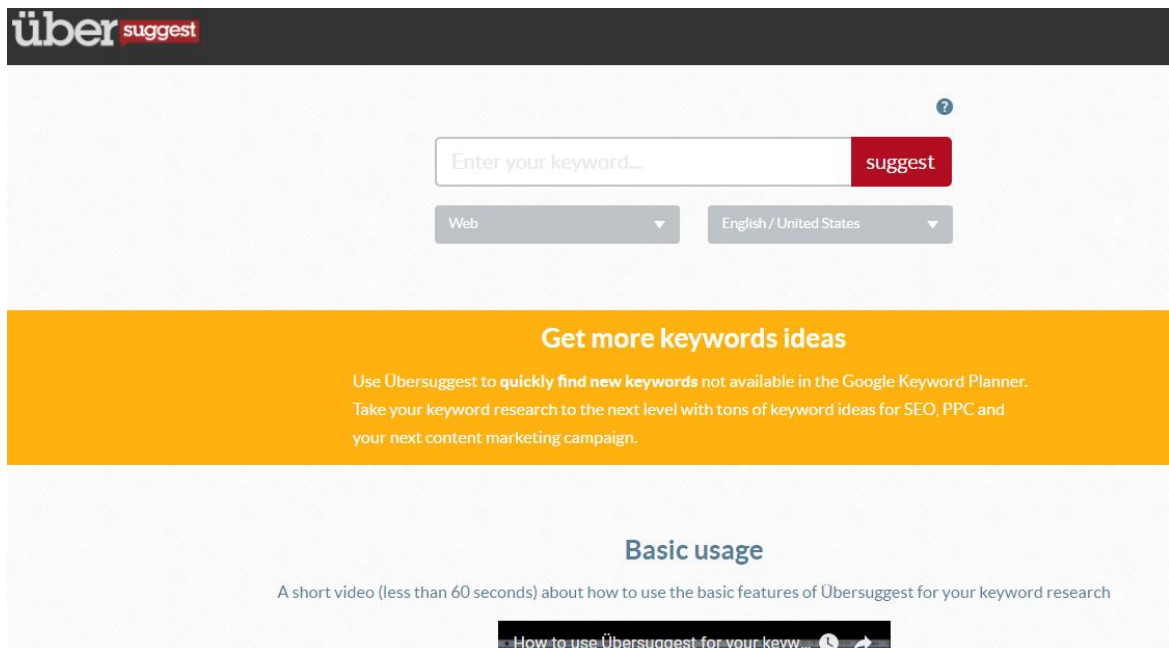 über suggest
?
Enter your keyword...
suggest
Web
English / United States
Get more keywords ideas
Use Übersuggest to quickly find new keywords not available in the Google Keyword Planner.
Take your keyword research to the next level with tons of keyword ideas for SEO, PPC and
your next content marketing campaign.
Basic usage
A short video (less than 60 seconds) about how to use the basic features of Übersuggest for your keyword research
How to use Übersuggest for your keyw...